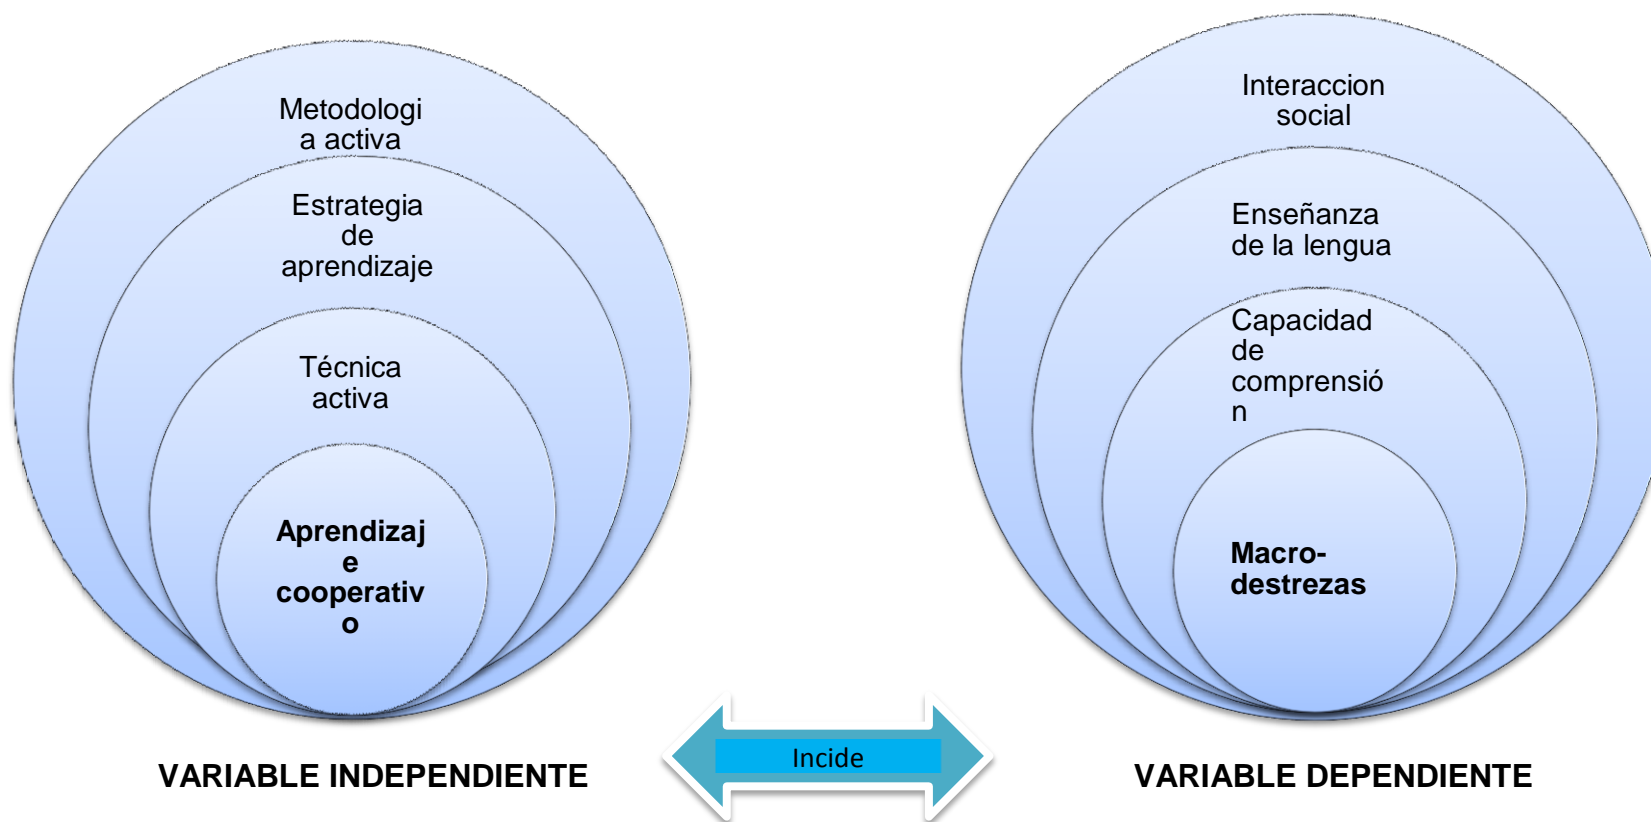 Metodologi
a activa
Estrategia
de
aprendizaje
Técnica
activa
Aprendizaj
e
cooperativ
o
VARIABLE INDEPENDIENTE
Incide
Interaccion
social
Enseñanza
de la lengua
Capacidad
de
comprensió
n
Macro-
destrezas
VARIABLE DEPENDIENTE